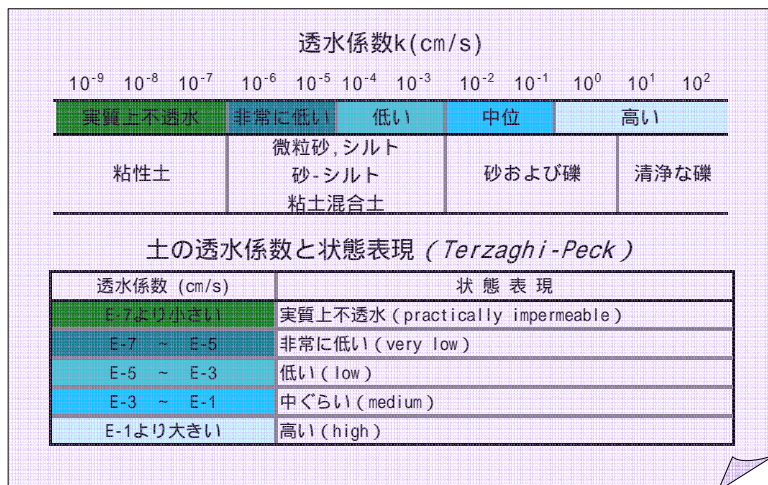 透水係数k(cm/s)
10-9 10-8 10-7 10-6 10-5 10-4 10-3 10-2 10-1 100 101 102
実質上不透水 非常に低い 低い 中位 高い
粘性土 微粒砂,シルト 砂および礫 清浄な礫
砂-シルト
粘土混合土
土の透水係数と状態表現(Terzaghi-Peck)
透水係数 (cm/s) 状 態 表 現
E-7より小さい 実質上不透水(practically impermeable)
E-7 ~ E-5 非常に低い(very low)
E-5 ~ E-3 低い(low)
E-3 ~ E-1 中ぐらい(medium)
E-1より大きい 高い(high)